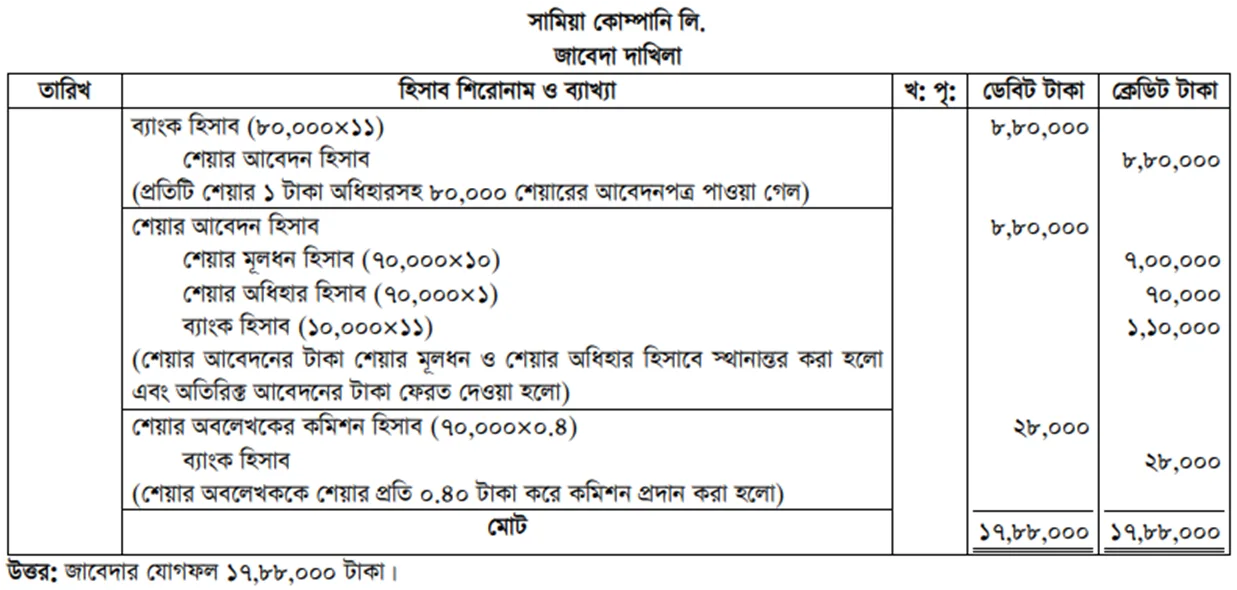 সামিয়া কোম্পানি লি.
জাবেদা দাখিলা
তারিখ হিসাব শিরোনাম ও ব্যাখ্যা খ: পৃ: ডেবিট টাকা ক্রেডিট টাকা
ব্যাংক হিসাব (৮০,০০০×১১) ৮,৮০,০০০
শেয়ার আবেদন হিসাব ৮,৮০,০০০
(প্রতিটি শেয়ার ১ টাকা অধিহারসহ ৮০,০০০ শেয়ারের আবেদনপত্র পাওয়া গেল)
শেয়ার আবেদন হিসাব ৮,৮০,০০০
শেয়ার মূলধন হিসাব (৭০,০০০×১০) ৭,০০,০০০
শেয়ার অধিহার হিসাব (৭০,০০০×১) ৭০,০০০
ব্যাংক হিসাব (১০,০০০×১১) ১,১০,০০০
(শেয়ার আবেদনের টাকা শেয়ার মূলধন ও শেয়ার অধিহার হিসাবে স্থানান্তর করা হলো
এবং অতিরিক্ত আবেদনের টাকা ফেরত দেওয়া হলো)
শেয়ার অবলেখকের কমিশন হিসাব (৭০,০০০×০.৪) ২৮,০০০
ব্যাংক হিসাব ২৮,০০০
(শেয়ার অবলেখককে শেয়ার প্রতি ০.৪০ টাকা করে কমিশন প্রদান করা হলো)
মোট ১৭,৮৮,০০০ ১৭,৮৮,০০০
উত্তর: জাবেদার যোগফল ১৭,৮৮,০০০ টাকা।